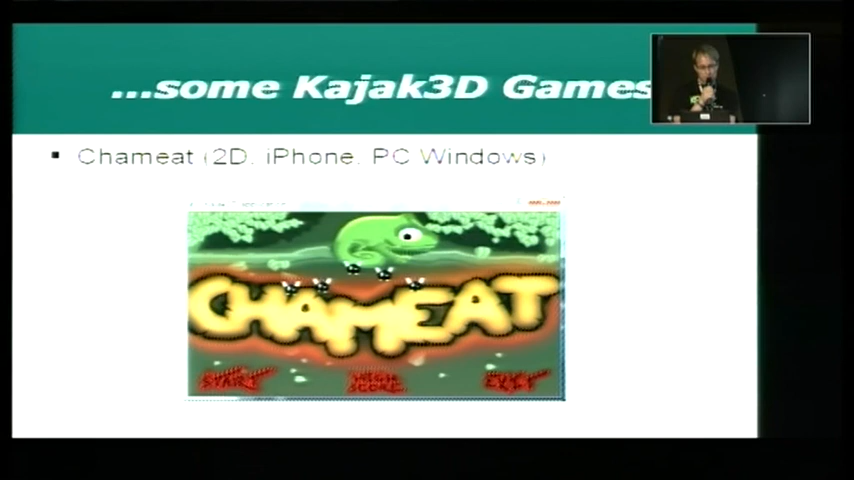 ...some Kajak3D Games
▪ Chameat (2D, iPhone, PC Windows)
CHAMEAT
START
HIGH
SCORE
EXIT